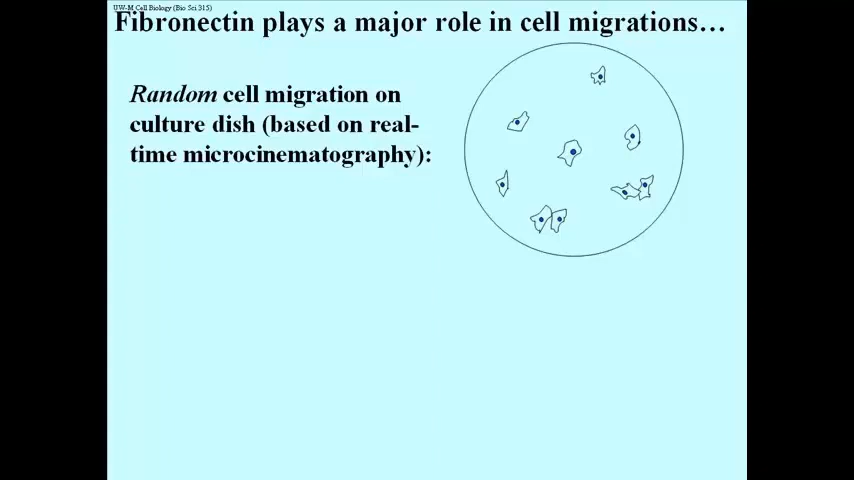 UW-M Cell Biology (Bio Sci 315)
Fibronectin plays a major role in cell migrations…
Random cell migration on
culture dish (based on real-
time microcinematography):